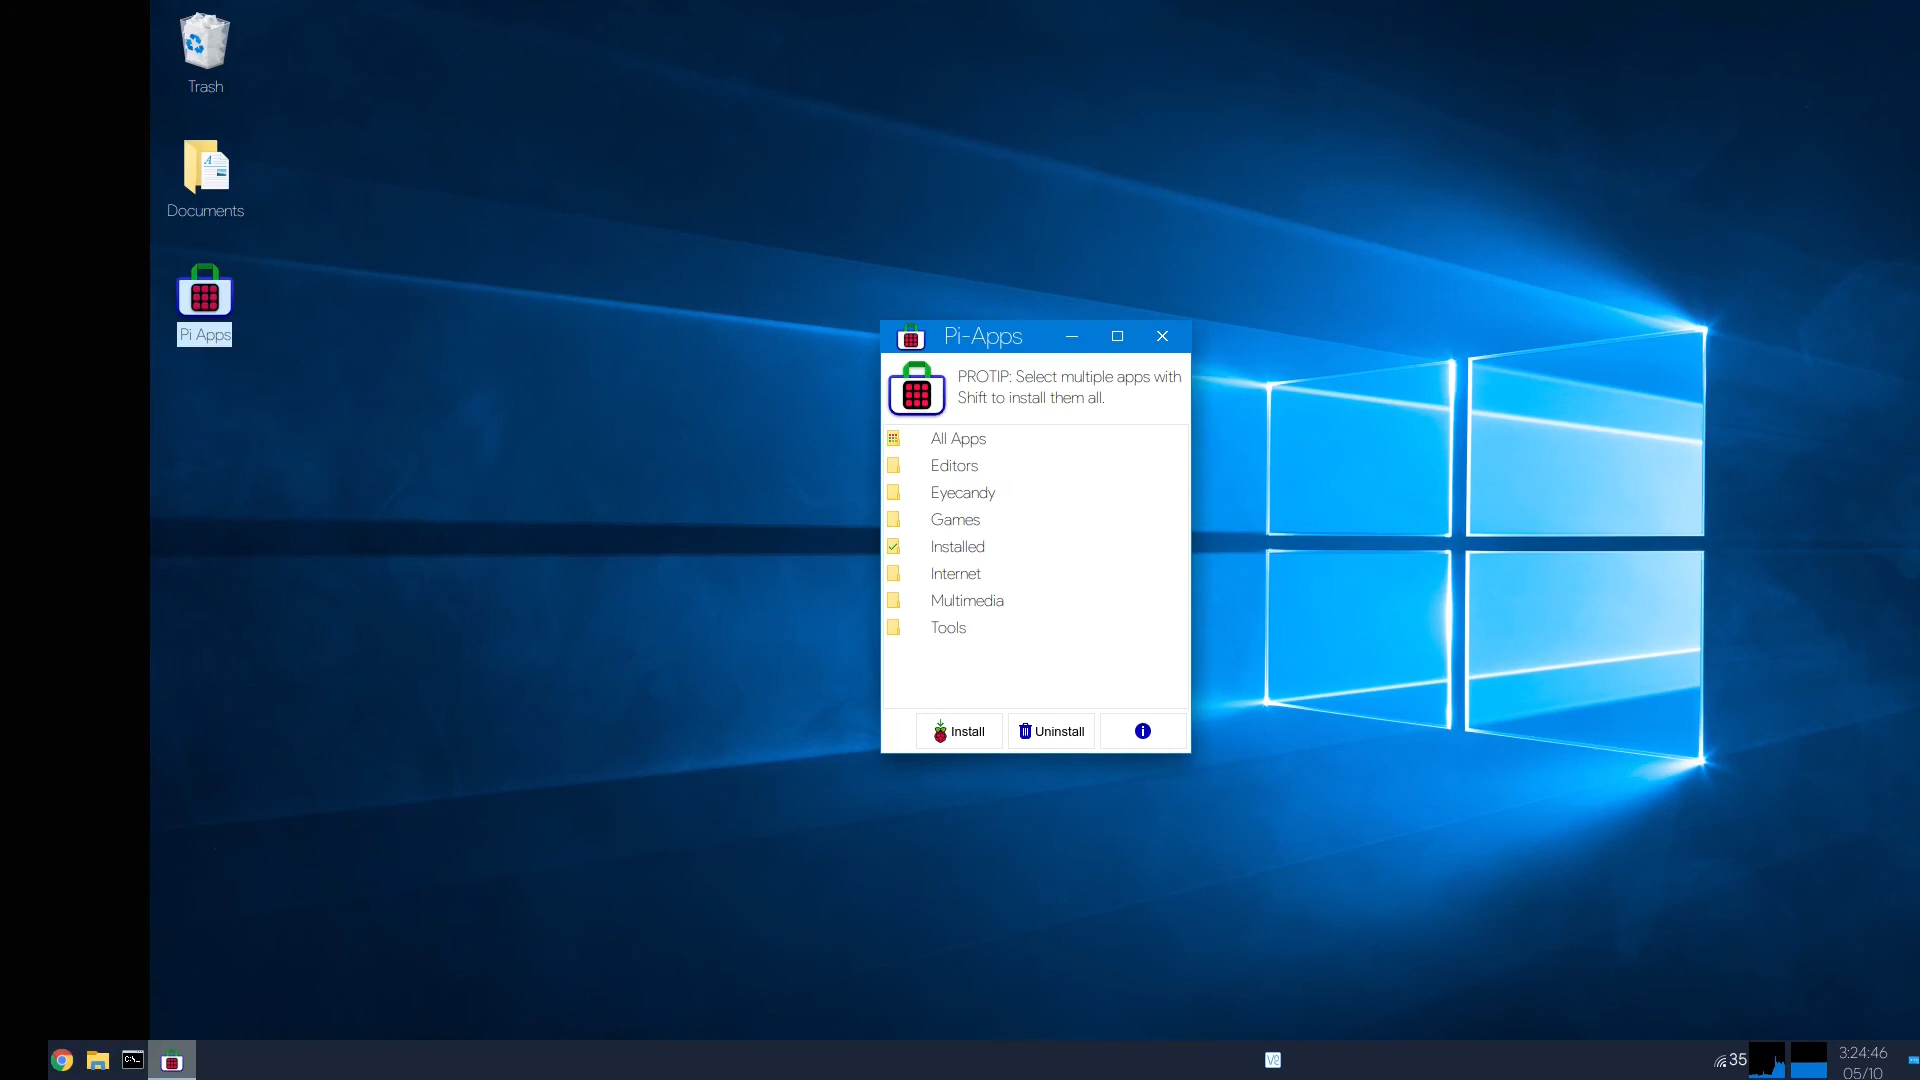 Trash
Documents
Pi Apps
Pi-Apps
PROTIP: Select multiple apps with
Shift to install them all.
All Apps
Editors
Eyecandy
Games
Installed
Internet
Multimedia
Tools
Install
Uninstall
35
3:24:46
05/10